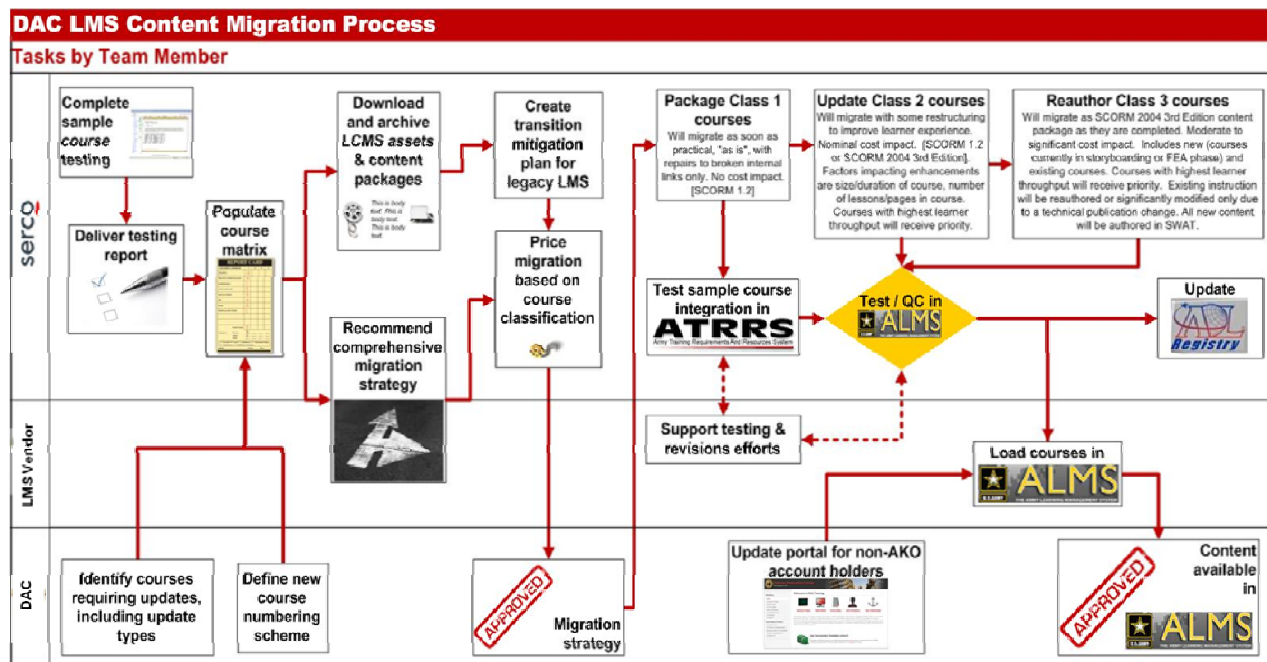 DAC LMS Content Migration Process
Tasks by Team Member
serco
Complete
sample
course
testing
Deliver testing
report
Populate
course
matrix
REPORT CARD
Download
and archive
LCMS assets
& content
packages
This is body
text. This is
body text
This is body
text
Recommend
comprehensive
migration
strategy
Create
transition
mitigation
plan for
legacy LMS
Price
migration
based on
course
classification
Package Class 1
courses
Will migrate as soon as
practical, "as is", with
repairs to broken internal
links only. No cost impact.
[SCORM 1.2]
Update Class 2 courses
Will migrate with some restructuring
to improve learner experience.
Nominal cost impact. [SCORM 1.2
or SCORM 2004 3rd Edition].
Factors impacting enhancements
are size/duration of course, number
of lessons/pages in course.
Courses with highest learner
throughput will receive priority.
Reauthor Class 3 courses
Will migrate as SCORM 2004 3rd Edition content
package as they are completed. Moderate to
significant cost impact. Includes new (courses
currently in storyboarding or FEA phase) and
existing courses. Courses with highest learner
throughput will receive priority. Existing instruction
will be reauthored or significantly modified only due
to a technical publication change. All new content
will be authored in SWAT.
Test sample course
integration in
ATRRS
Army Training Requirements And Resources System
Test / QC in
ALMS
Update
ADL
Registry
LMS Vendor
Support testing &
revisions efforts
Load courses in
U.S. ARMY
ALMS
THE ARMY LEARNING MANAGEMENT SYSTEM
DAC
Identify courses
requiring updates,
including update
types
Define new
course
numbering
scheme
APPROVED
Migration
strategy
Update portal for non-AKO
account holders
APPROVED
Content
available
in
U.S. ARMY
ALMS
THE ARMY LEARNING MANAGEMENT SYSTEM